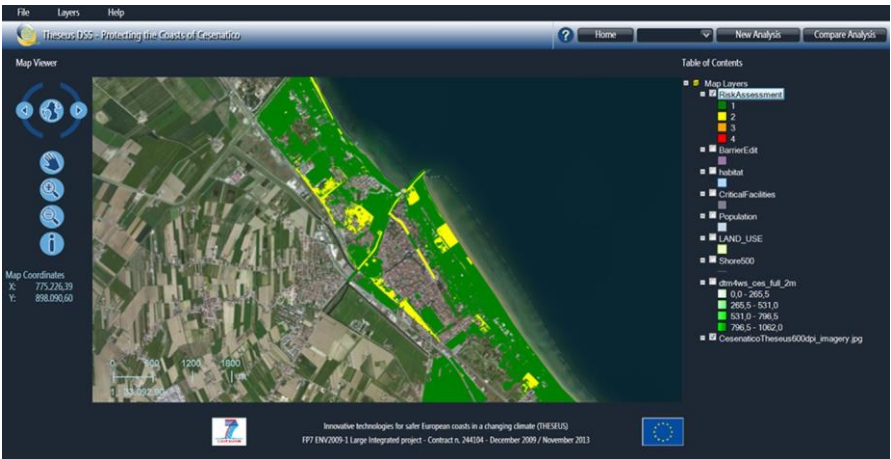 File Layers Help
Theseus DSS - Protecting the Coasts of Cesenatico
? Home New Analysis Compare Analysis
Map Viewer
Table of Contents
Map Layers
RiskAssessment
1
2
3
4
BarrierEdit
habitat
CriticalFacilities
Population
LAND_USE
Shore500
dtm4ws_ces_full_2m
0,0 - 265,5
265,5 - 531,0
531,0 - 796,5
796,5 - 1062,0
CesenaticoTheseus600dpi_imagery.jpg
Map Coordinates
X: 775.226,39
Y: 898.090,60
0 600 1200 1800
Innovative technologies for safer European coasts in a changing climate (THESEUS)
FP7 ENV2009-1 Large Integrated project - Contract n. 244104 - December 2009 / November 2013